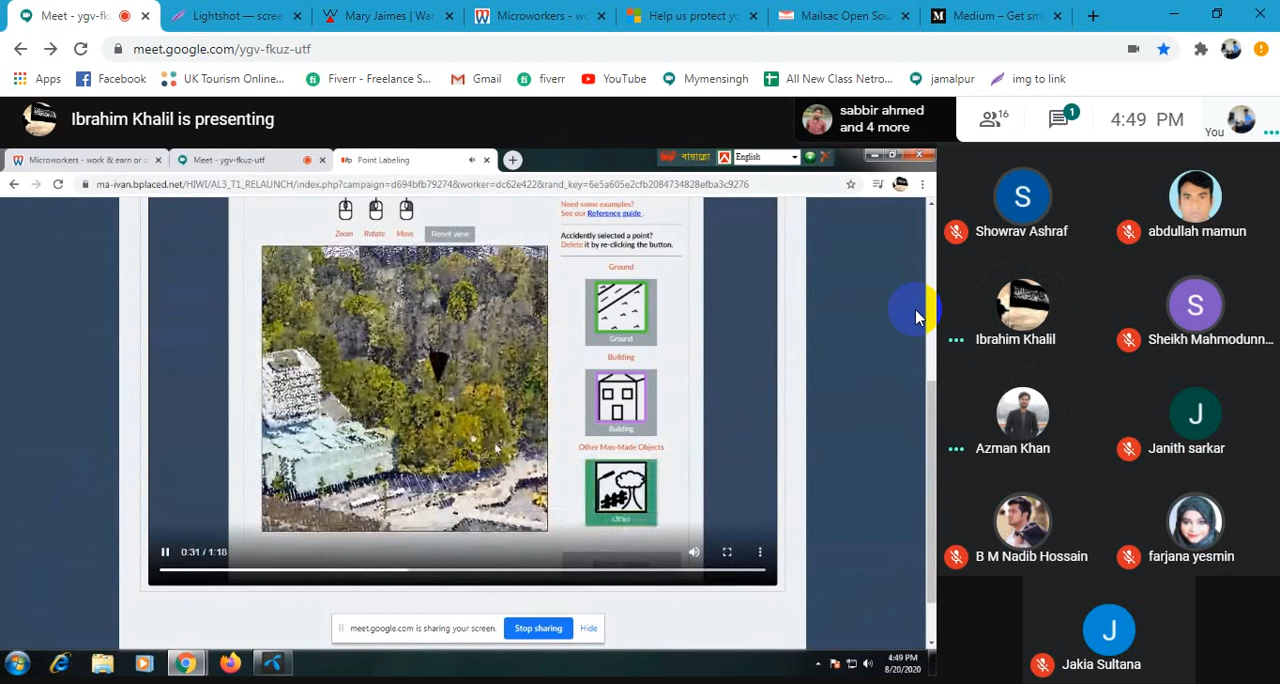 Meet - ygv-fkuz-utf
Lightshot — scree
Mary Jaimes | War
Microworkers - wo
Help us protect yo
Mailsac Open Sou
Medium – Get sma
meet.google.com/ygv-fkuz-utf
Apps
Facebook
UK Tourism Online...
Fiverr - Freelance S...
Gmail
fiverr
YouTube
Mymensingh
All New Class Netro...
jamalpur
img to link
Ibrahim Khalil is presenting
sabbir ahmed
and 4 more
16
1
4:49 PM
You
Microworkers - work & earn or o
Meet - ygv-fkuz-utf
Point Labeling
English
ma-ivan.bplaced.net/HIWI/AL3_T1_RELAUNCH/index.php?campaign=d694bfb79274&worker=dc62e422&rand_key=6e5a605e2cfb2084734828efba3c9276
Need some examples?
See our Reference guide .
Zoom
Rotate
Move
Reset view
Accidently selected a point?
Delete it by re-clicking the button.
Ground
Ground
Building
Building
Other Man-Made Objects
0:31 / 1:18
meet.google.com is sharing your screen.
Stop sharing
Hide
4:49 PM
8/20/2020
S
Showrav Ashraf
abdullah mamun
Ibrahim Khalil
S
Sheikh Mahmodunn...
Azman Khan
J
Janith sarkar
B M Nadib Hossain
farjana yesmin
J
Jakia Sultana